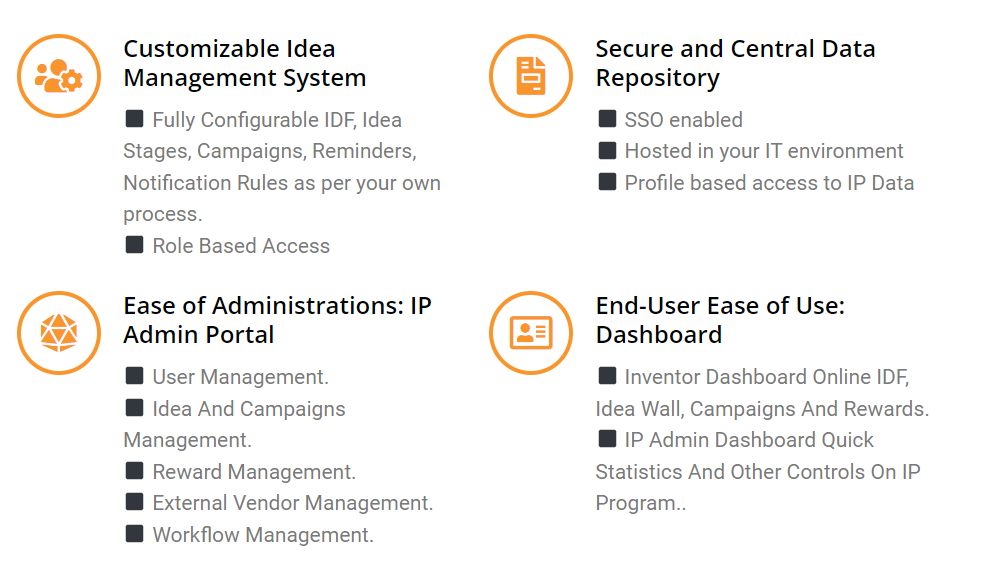 Customizable Idea
Management System
⬛ Fully Configurable IDF, Idea
Stages, Campaigns, Reminders,
Notification Rules as per your own
process.
⬛ Role Based Access
Secure and Central Data
Repository
⬛ SSO enabled
⬛ Hosted in your IT environment
⬛ Profile based access to IP Data
Ease of Administrations: IP
Admin Portal
⬛ User Management.
⬛ Idea And Campaigns
Management.
⬛ Reward Management.
⬛ External Vendor Management.
⬛ Workflow Management.
End-User Ease of Use:
Dashboard
⬛ Inventor Dashboard Online IDF,
Idea Wall, Campaigns And Rewards.
⬛ IP Admin Dashboard Quick
Statistics And Other Controls On IP
Program..